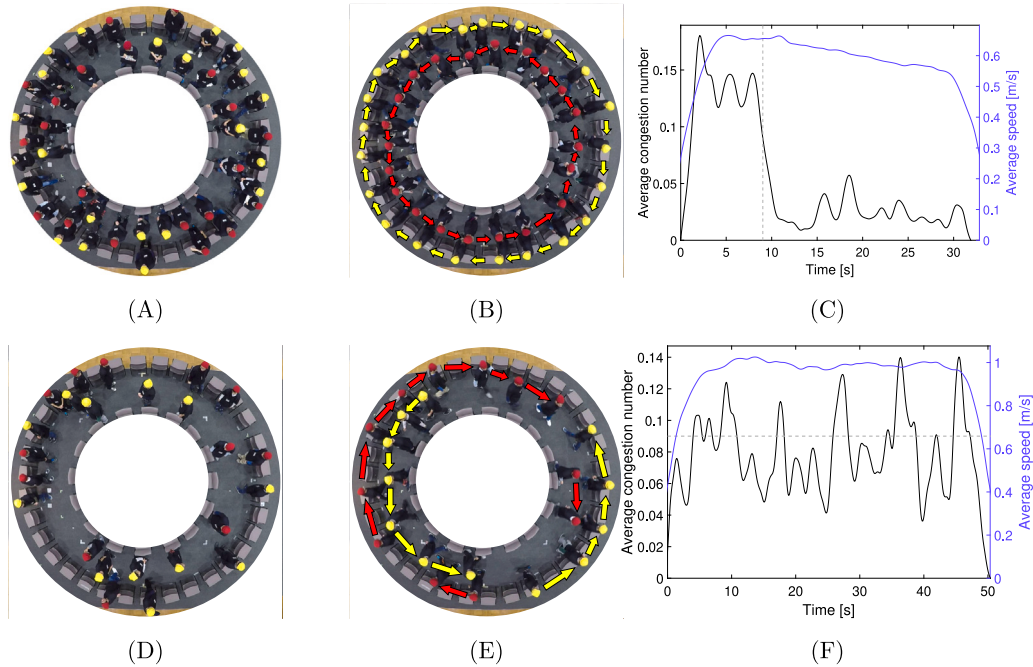 (A)
(B)
Average congestion number
0
0.05
0.1
0.15
0 5 10 15 20 25 30
Time [s]
0
0.1
0.2
0.3
0.4
0.5
0.6
Average speed [m/s]
(C)
(D)
(E)
Average congestion number
0
0.02
0.04
0.06
0.08
0.1
0.12
0.14
0 10 20 30 40 50
Time [s]
0
0.2
0.4
0.6
0.8
1
Average speed [m/s]
(F)